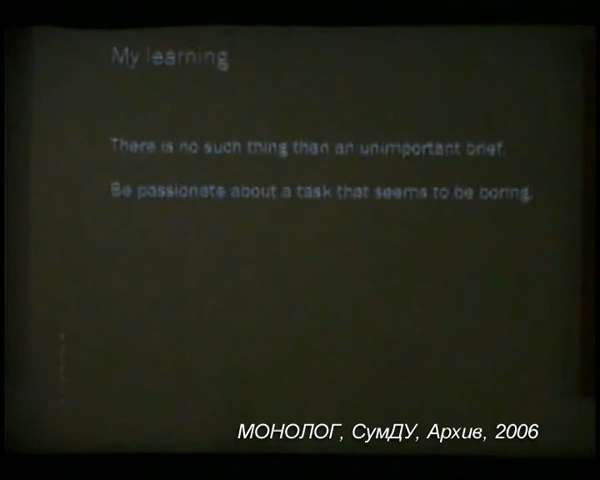 My learning
There is no such thing than an unimportant brief.
Be passionate about a task that seems to be boring.
МОНОЛОГ, СумДУ, Архив, 2006